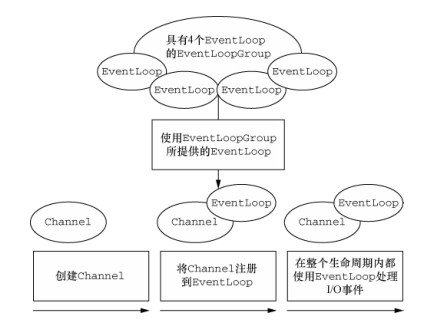 具有4个EventLoop
的EventLoopGroup
EventLoop
EventLoop
EventLoop
EventLoop
使用EventLoopGroup
所提供的EventLoop
Channel
Channel
EventLoop
Channel
EventLoop
创建Channel
将Channel注册
到EventLoop
在整个生命周期内都
使用EventLoop处理
I/O事件